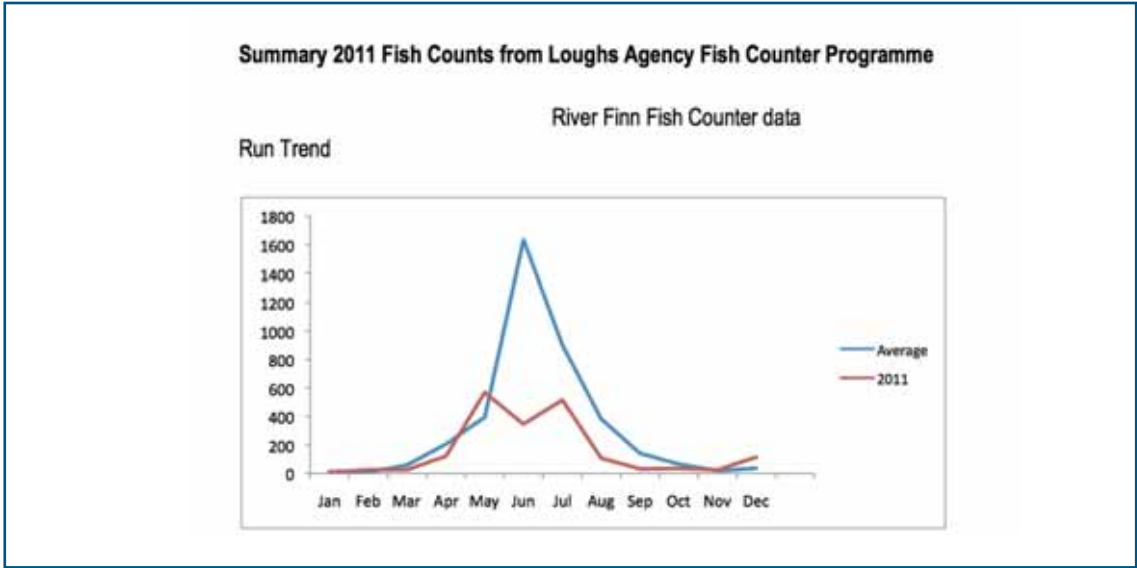 Summary 2011 Fish Counts from Loughs Agency Fish Counter Programme
River Finn Fish Counter data
Run Trend
1800
1600
1400
1200
1000
800
600
400
200
0
Jan Feb Mar Apr May Jun Jul Aug Sep Oct Nov Dec
Average
2011